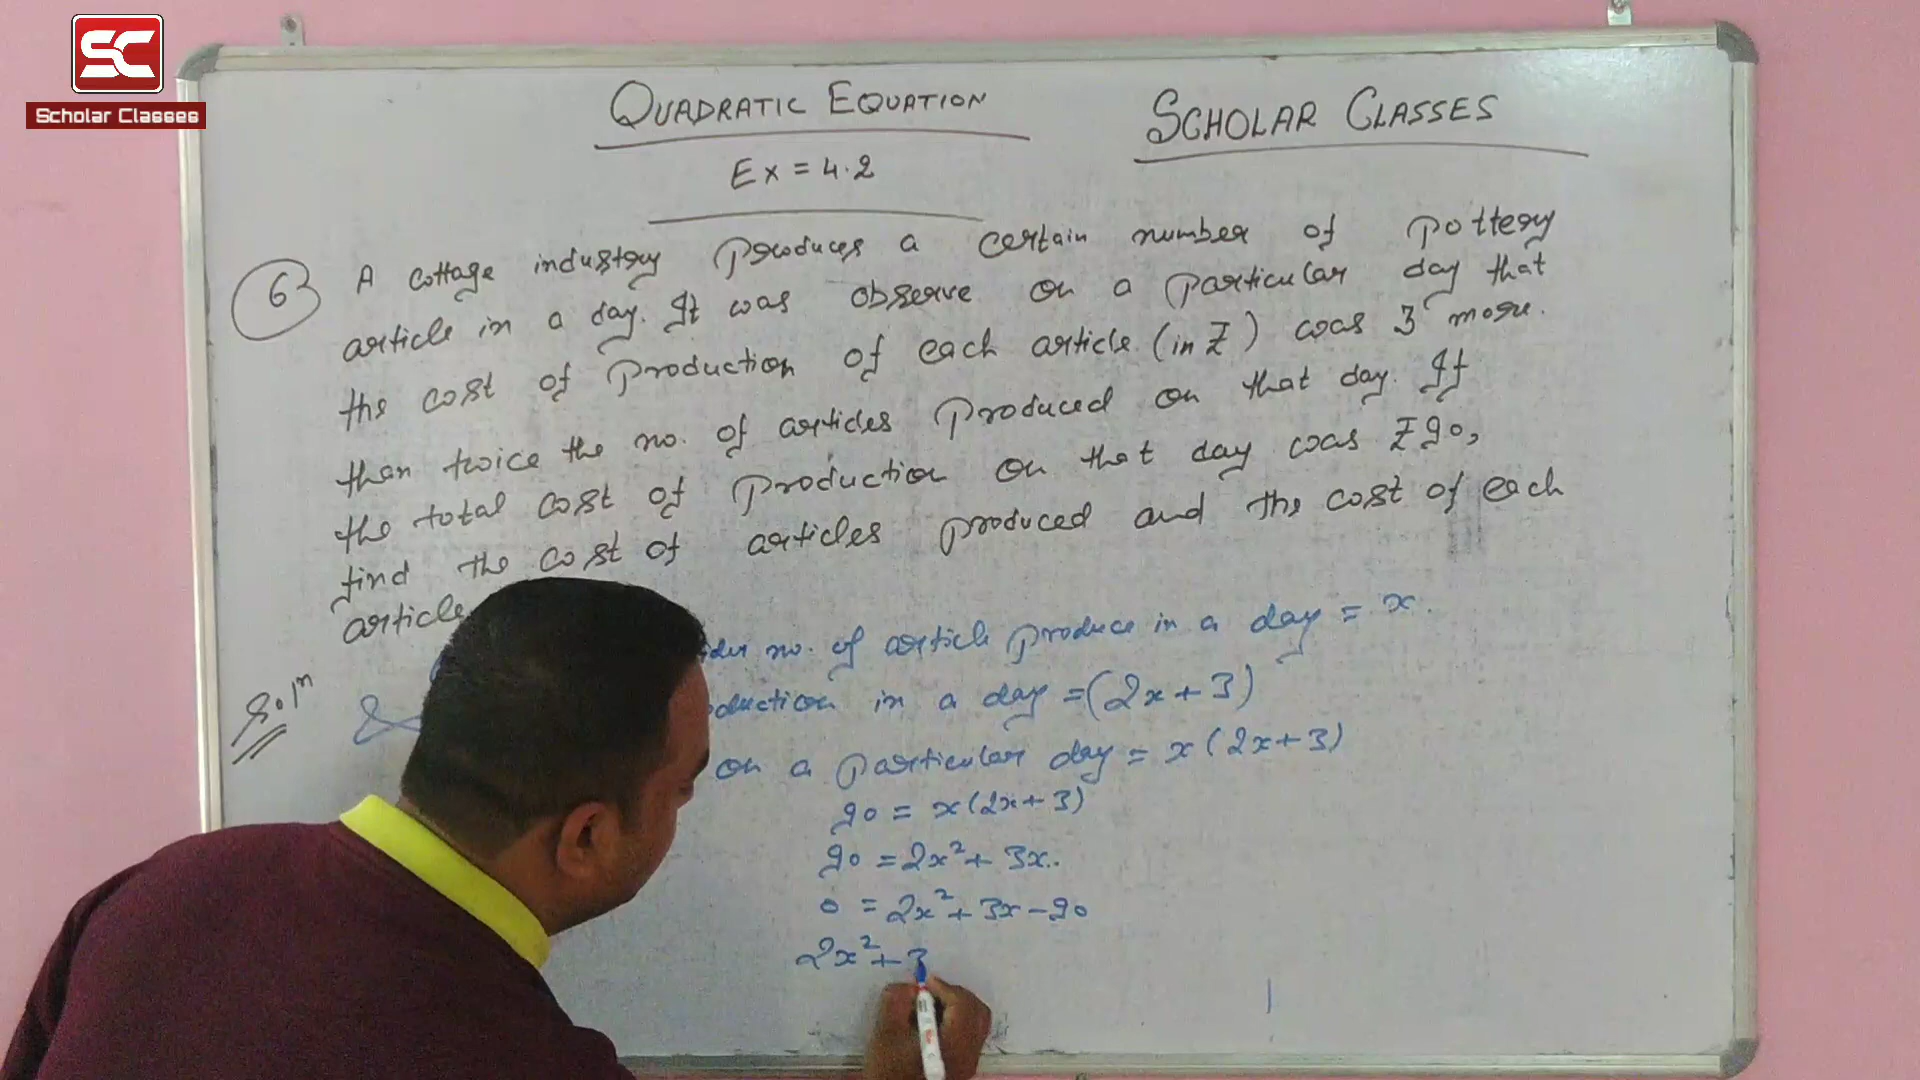 SC
Scholar Classes
QUADRATIC EQUATION
SCHOLAR CLASSES
Ex = 4.2
6) A cottage industry produces a certain number of pottery
article in a day. It was observe on a particular day that
the cost of production of each article (in ₹) was 3 more.
than twice the no. of articles produced on that day. If
the total cost of production on that day was ₹90,
find the cost of articles produced and the cost of each
article
Solⁿ
no. of article produce in a day = x.
in a day = (2x+3)
on a particular day = x(2x+3)
90 = x(2x+3)
90 = 2x²+ 3x.
0 = 2x²+3x-90
2x²+3